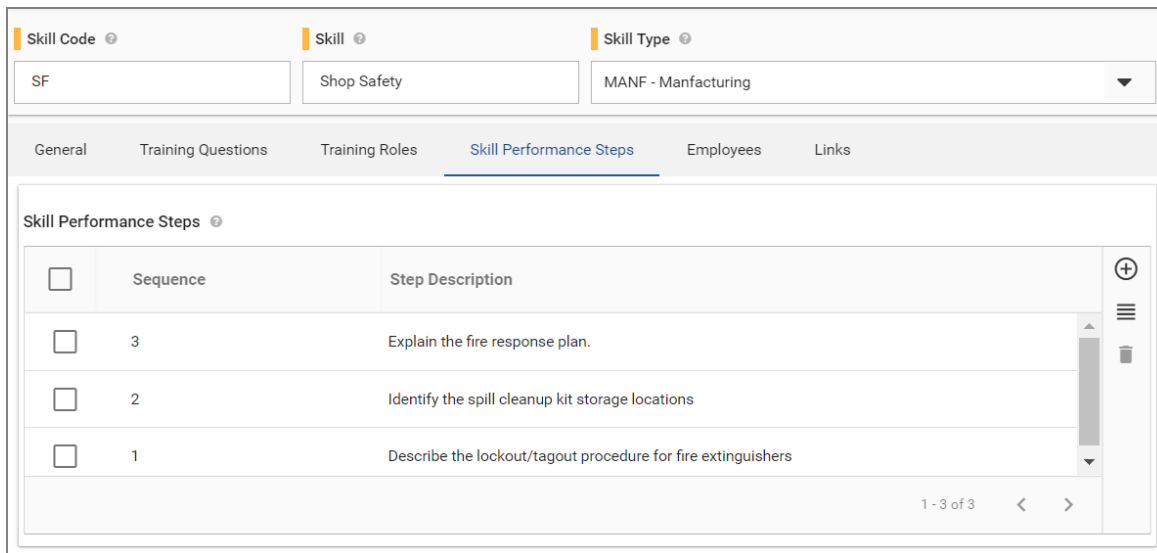 Skill Code Skill Skill Type
SF Shop Safety MANF - Manfacturing
General Training Questions Training Roles Skill Performance Steps Employees Links
Skill Performance Steps
Sequence Step Description
3 Explain the fire response plan.
2 Identify the spill cleanup kit storage locations
1 Describe the lockout/tagout procedure for fire extinguishers
1 - 3 of 3